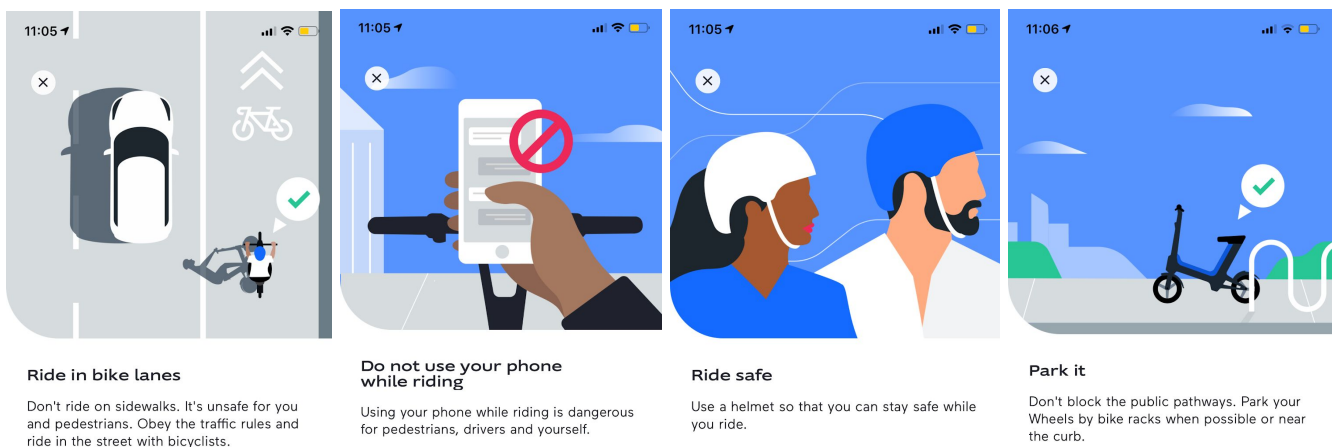 11:05
Ride in bike lanes
Don't ride on sidewalks. It's unsafe for you
and pedestrians. Obey the traffic rules and
ride in the street with bicyclists.
11:05
Do not use your phone
while riding
Using your phone while riding is dangerous
for pedestrians, drivers and yourself.
11:05
Ride safe
Use a helmet so that you can stay safe while
you ride.
11:06
Park it
Don't block the public pathways. Park your
Wheels by bike racks when possible or near
the curb.